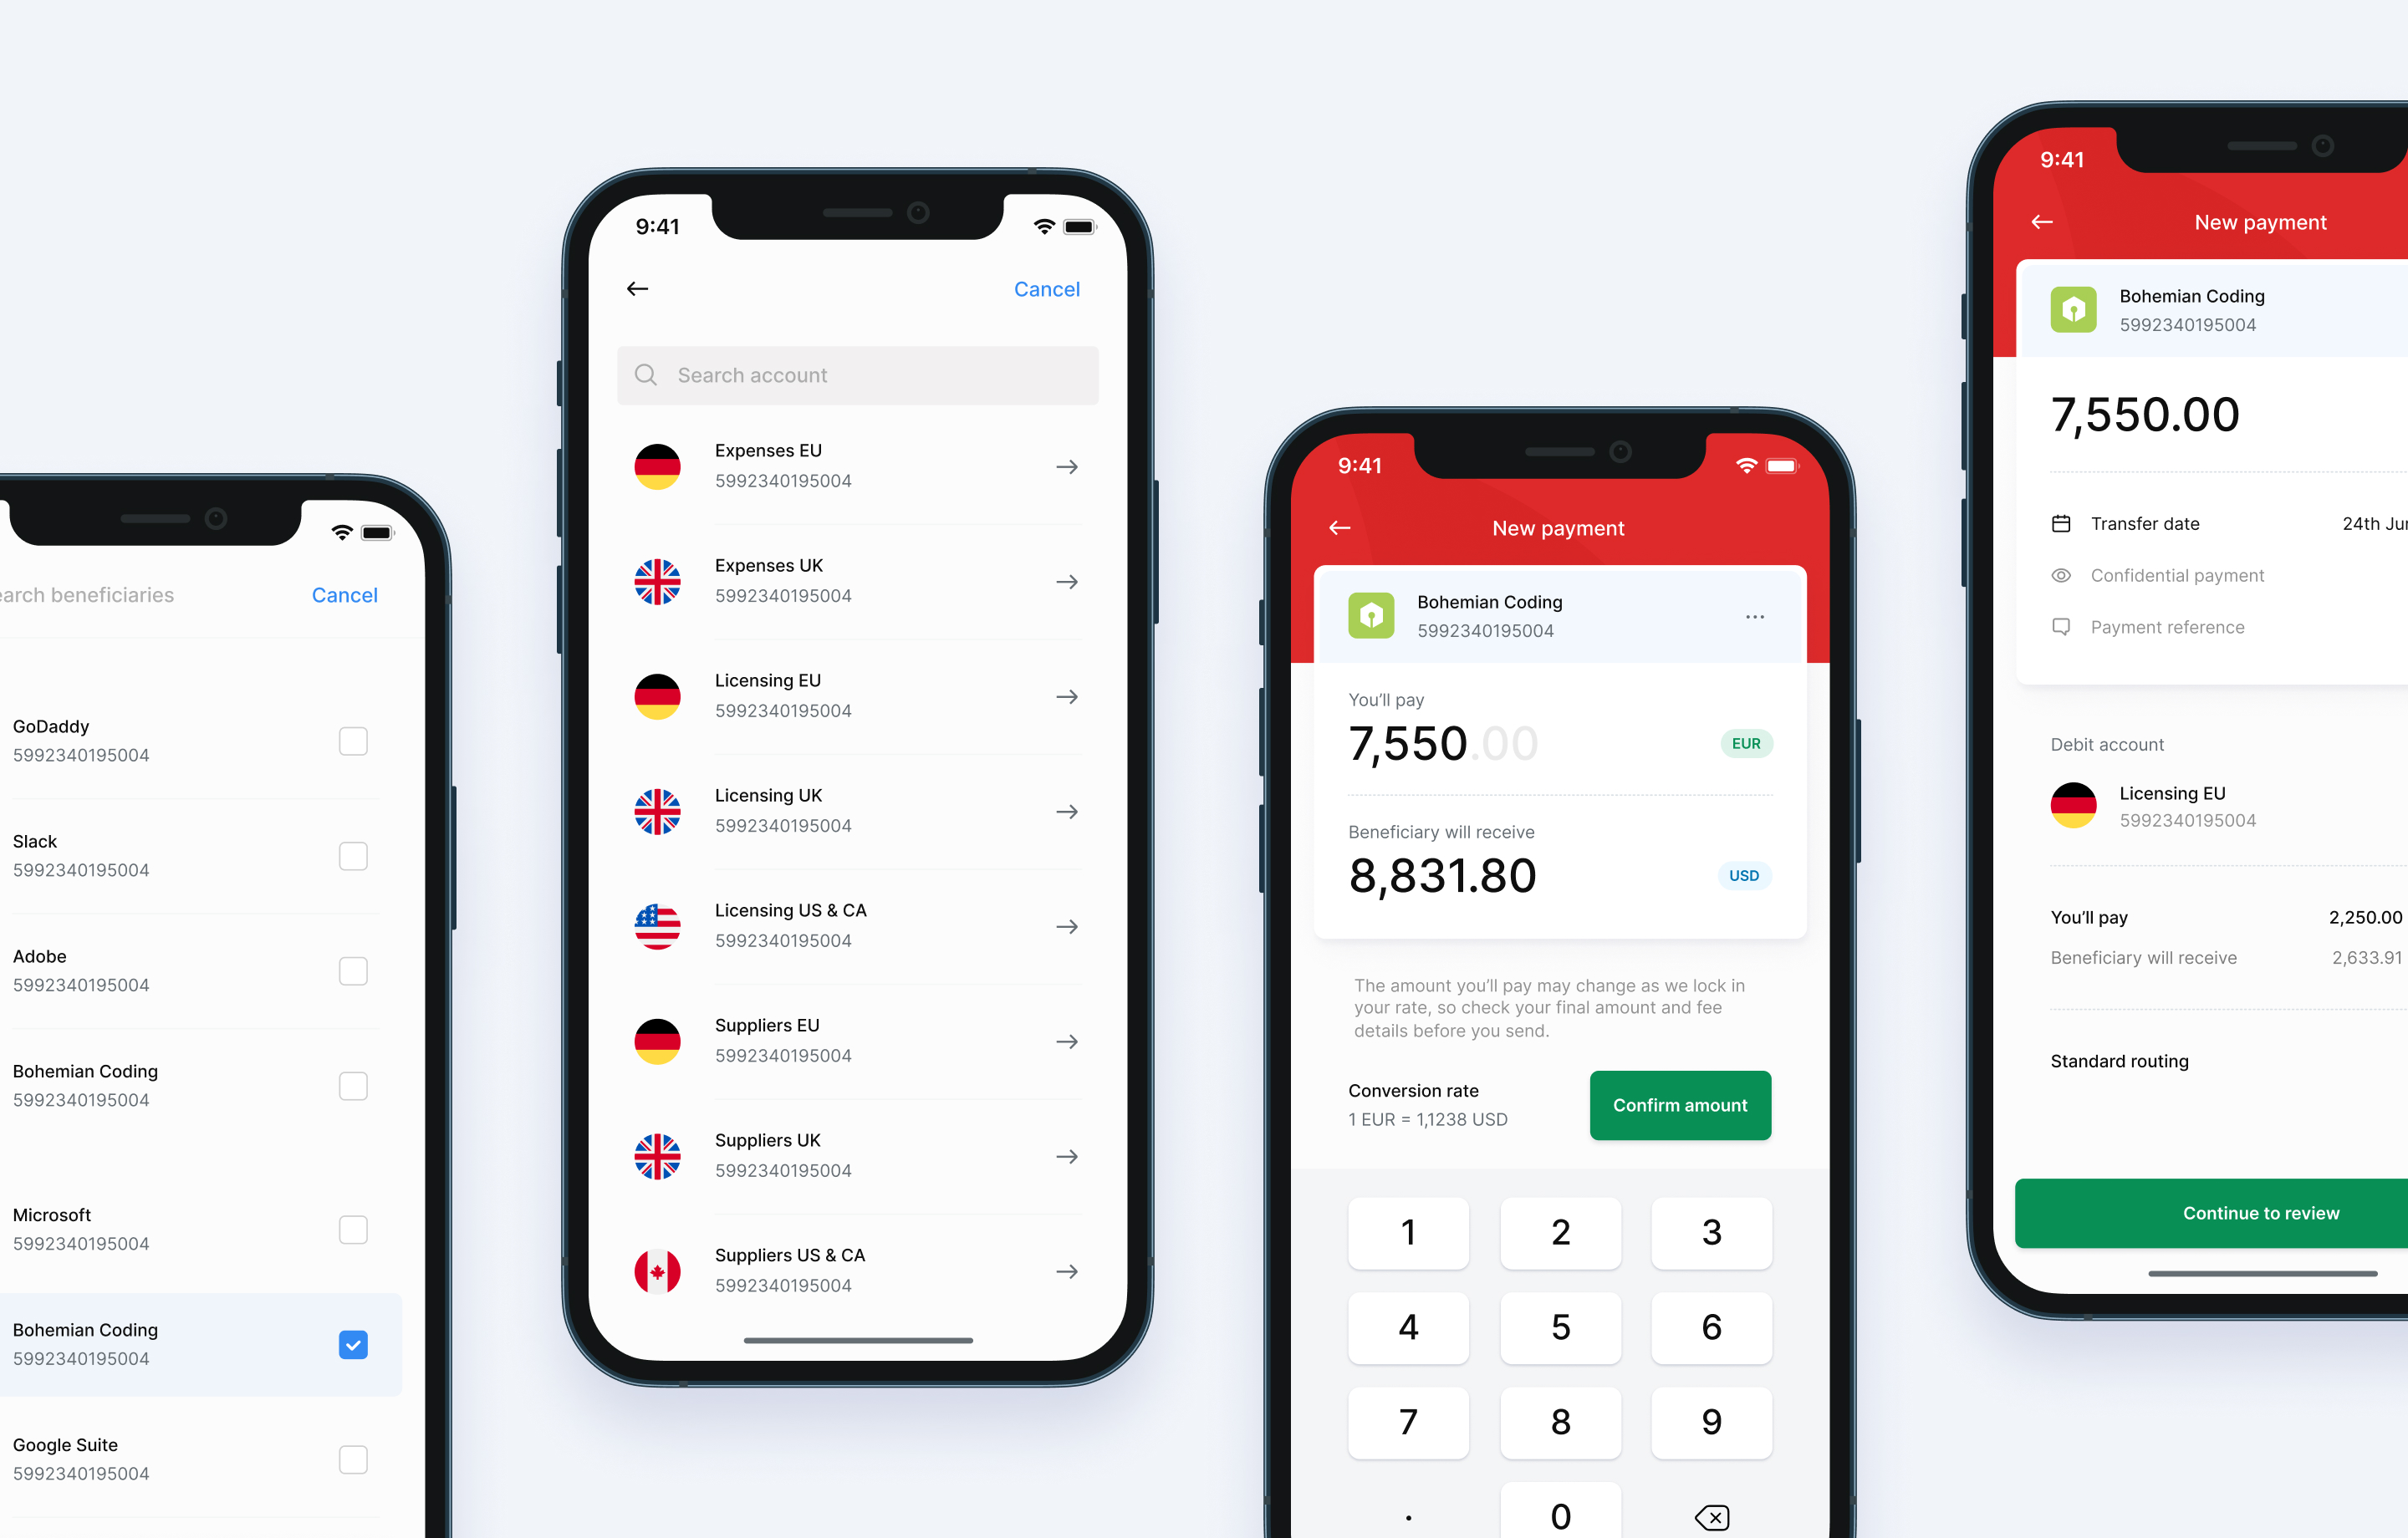 earch beneficiaries
Cancel
GoDaddy
5992340195004
Slack
5992340195004
Adobe
5992340195004
Bohemian Coding
5992340195004
Microsoft
5992340195004
Bohemian Coding
5992340195004
Google Suite
5992340195004
9:41
Cancel
Search account
Expenses EU
5992340195004
Expenses UK
5992340195004
Licensing EU
5992340195004
Licensing UK
5992340195004
Licensing US & CA
5992340195004
Suppliers EU
5992340195004
Suppliers UK
5992340195004
Suppliers US & CA
5992340195004
9:41
New payment
Bohemian Coding
5992340195004
You’ll pay
7,550.00
EUR
Beneficiary will receive
8,831.80
USD
The amount you’ll pay may change as we lock in
your rate, so check your final amount and fee
details before you send.
Conversion rate
1 EUR = 1,1238 USD
Confirm amount
1 2 3
4 5 6
7 8 9
. 0
9:41
New payment
Bohemian Coding
5992340195004
7,550.00
Transfer date
24th Jun
Confidential payment
Payment reference
Debit account
Licensing EU
5992340195004
You’ll pay
2,250.00
Beneficiary will receive
2,633.91
Standard routing
Continue to review